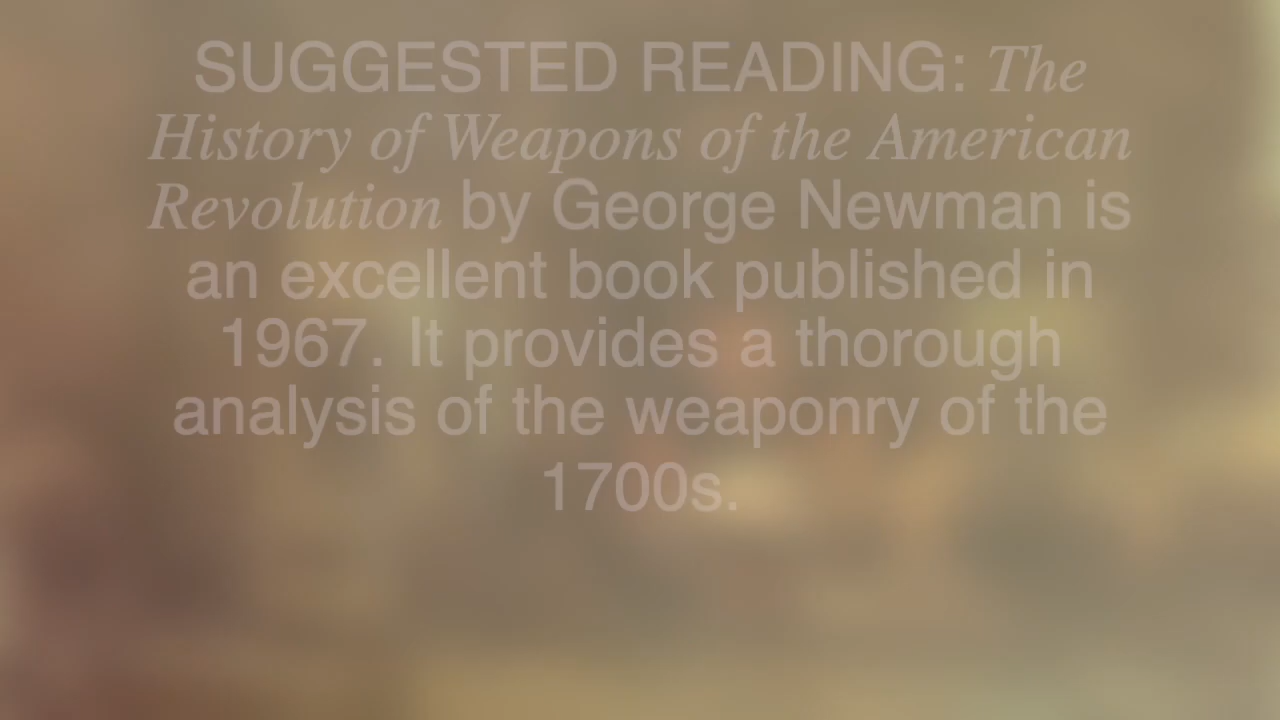 SUGGESTED READING: The
History of Weapons of the American
Revolution by George Newman is
an excellent book published in
1967. It provides a thorough
analysis of the weaponry of the
1700s.